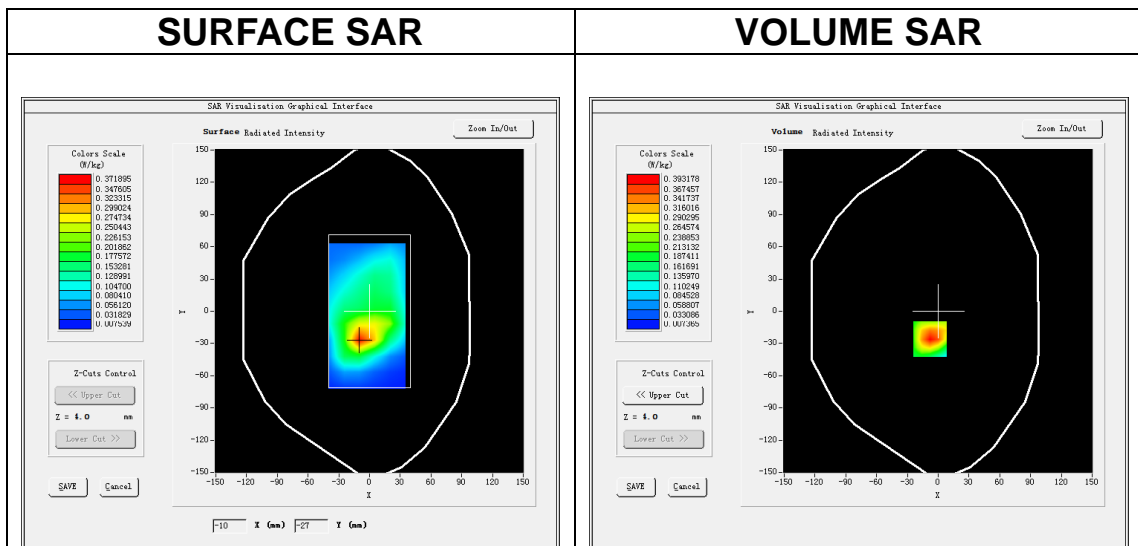 SURFACE SAR
VOLUME SAR
SAR Visualisation Graphical Interface
Surface Radiated Intensity
Zoom In/Out
Colors Scale
(W/kg)
0.371895
0.347605
0.323315
0.299024
0.274734
0.250443
0.226153
0.201862
0.177572
0.153281
0.128991
0.104700
0.080410
0.056120
0.031829
0.007539
Z-Cuts Control
<< Upper Cut
Z = 4.0 mm
Lower Cut >>
SAVE
Cancel
150
120
90
60
30
0
-30
-60
-90
-120
-150
Y
-150 -120 -90 -60 -30 0 30 60 90 120 150
X
-10 X (mm) -27 Y (mm)
SAR Visualisation Graphical Interface
Volume Radiated Intensity
Zoom In/Out
Colors Scale
(W/kg)
0.393178
0.367457
0.341737
0.316016
0.290295
0.264574
0.238853
0.213132
0.187411
0.161691
0.135970
0.110249
0.084528
0.058807
0.033086
0.007365
Z-Cuts Control
<< Upper Cut
Z = 4.0 mm
Lower Cut >>
SAVE
Cancel
150
120
90
60
30
0
-30
-60
-90
-120
-150
Y
-150 -120 -90 -60 -30 0 30 60 90 120 150
X